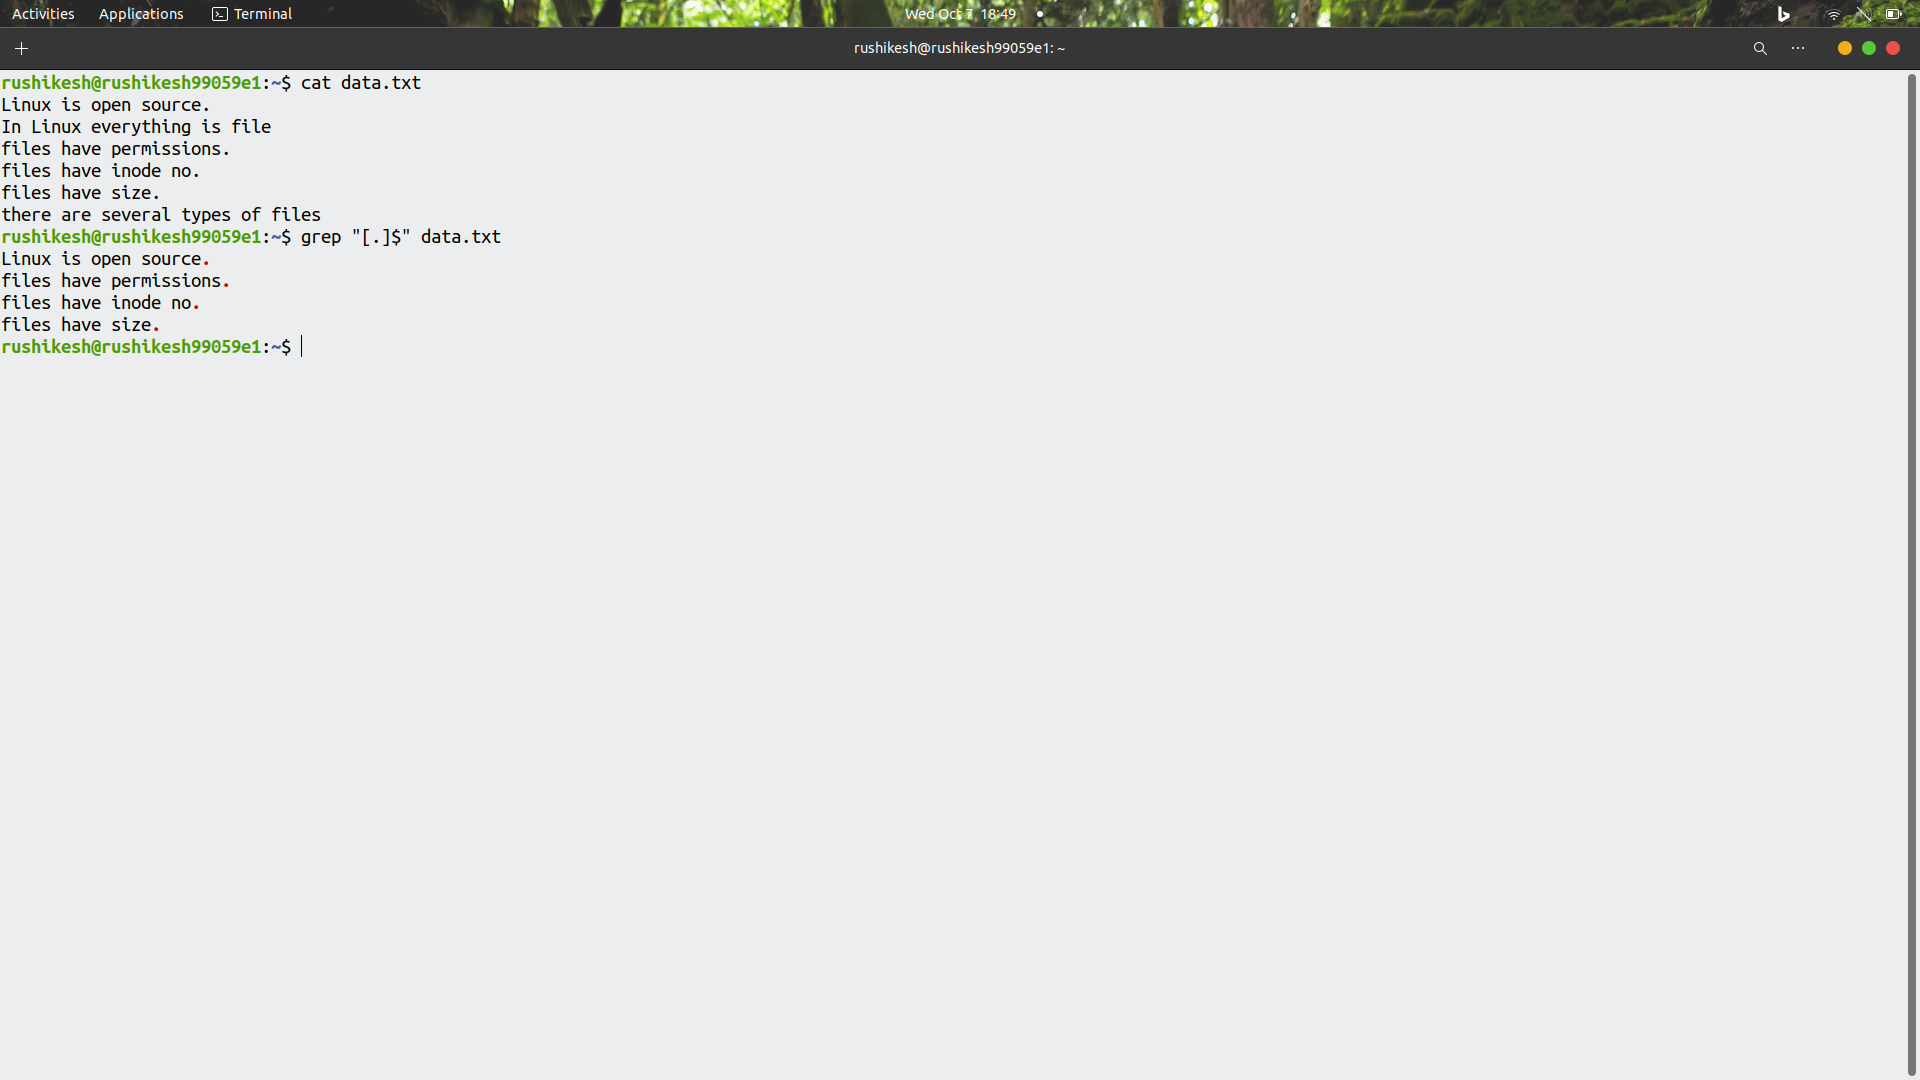 Activities Applications Terminal Wed Oct 7 18:49
rushikesh@rushikesh99059e1: ~
rushikesh@rushikesh99059e1:~$ cat data.txt
Linux is open source.
In Linux everything is file
files have permissions.
files have inode no.
files have size.
there are several types of files
rushikesh@rushikesh99059e1:~$ grep "[.]$" data.txt
Linux is open source.
files have permissions.
files have inode no.
files have size.
rushikesh@rushikesh99059e1:~$